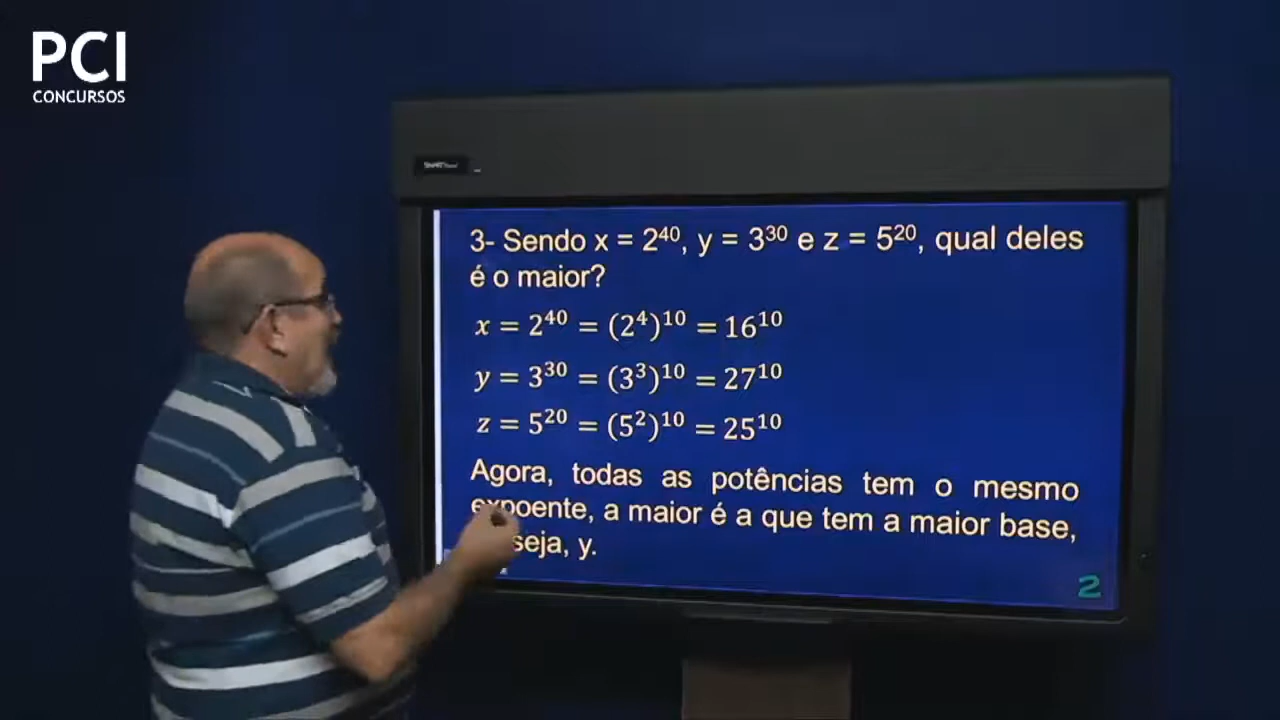 PCI
CONCURSOS
3- Sendo x = 2⁴⁰, y = 3³⁰ e z = 5²⁰, qual deles
é o maior?
x = 2⁴⁰ = (2⁴)¹⁰ = 16¹⁰
y = 3³⁰ = (3³)¹⁰ = 27¹⁰
z = 5²⁰ = (5²)¹⁰ = 25¹⁰
Agora, todas as potências tem o mesmo
expoente, a maior é a que tem a maior base,
seja, y.
2